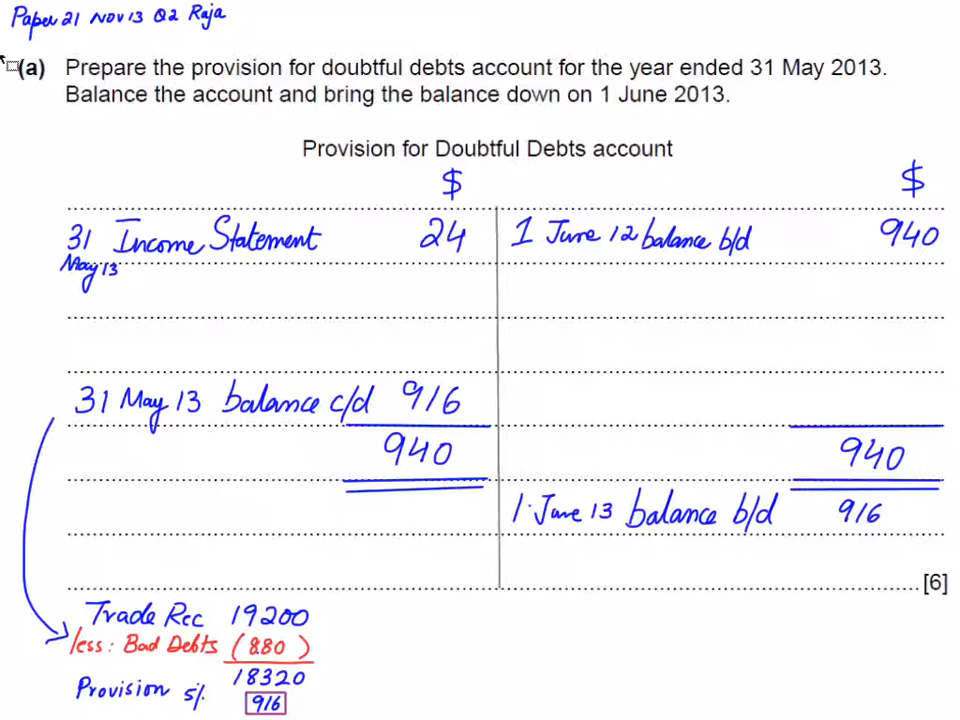 Paper 21 Nov 13 Q2 Raja
(a) Prepare the provision for doubtful debts account for the year ended 31 May 2013.
Balance the account and bring the balance down on 1 June 2013.
Provision for Doubtful Debts account
$ $
31 Income Statement 24 1 June 12 balance b/d 940
May 13
31 May 13 balance c/d 916
940 940
1 June 13 balance b/d 916
[6]
Trade Rec 19200
less: Bad Debts (880)
18320
Provision 5%
916